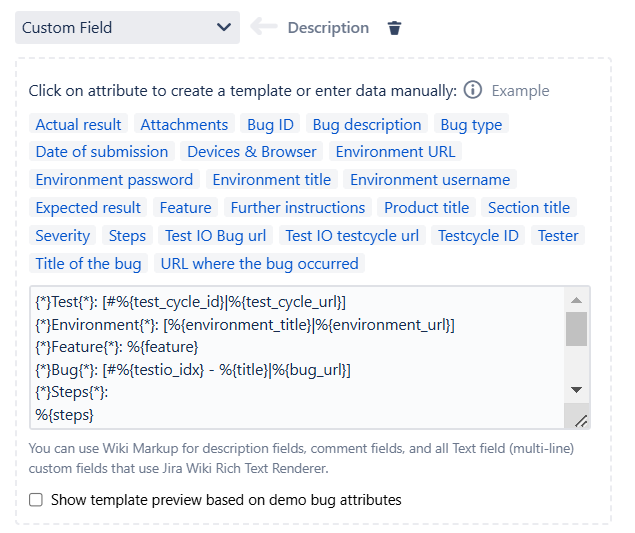 Custom Field Description
Click on attribute to create a template or enter data manually: Example
Actual result Attachments Bug ID Bug description Bug type
Date of submission Devices & Browser Environment URL
Environment password Environment title Environment username
Expected result Feature Further instructions Product title Section title
Severity Steps Test IO Bug url Test IO testcycle url Testcycle ID Tester
Title of the bug URL where the bug occurred
{*}Test{*}: [#%{test_cycle_id}|%{test_cycle_url}]
{*}Environment{*}: [%{environment_title}|%{environment_url}]
{*}Feature{*}: %{feature}
{*}Bug{*}: [#%{testio_idx} - %{title}|%{bug_url}]
{*}Steps{*}:
%{steps}
You can use Wiki Markup for description fields, comment fields, and all Text field (multi-line)
custom fields that use Jira Wiki Rich Text Renderer.
Show template preview based on demo bug attributes